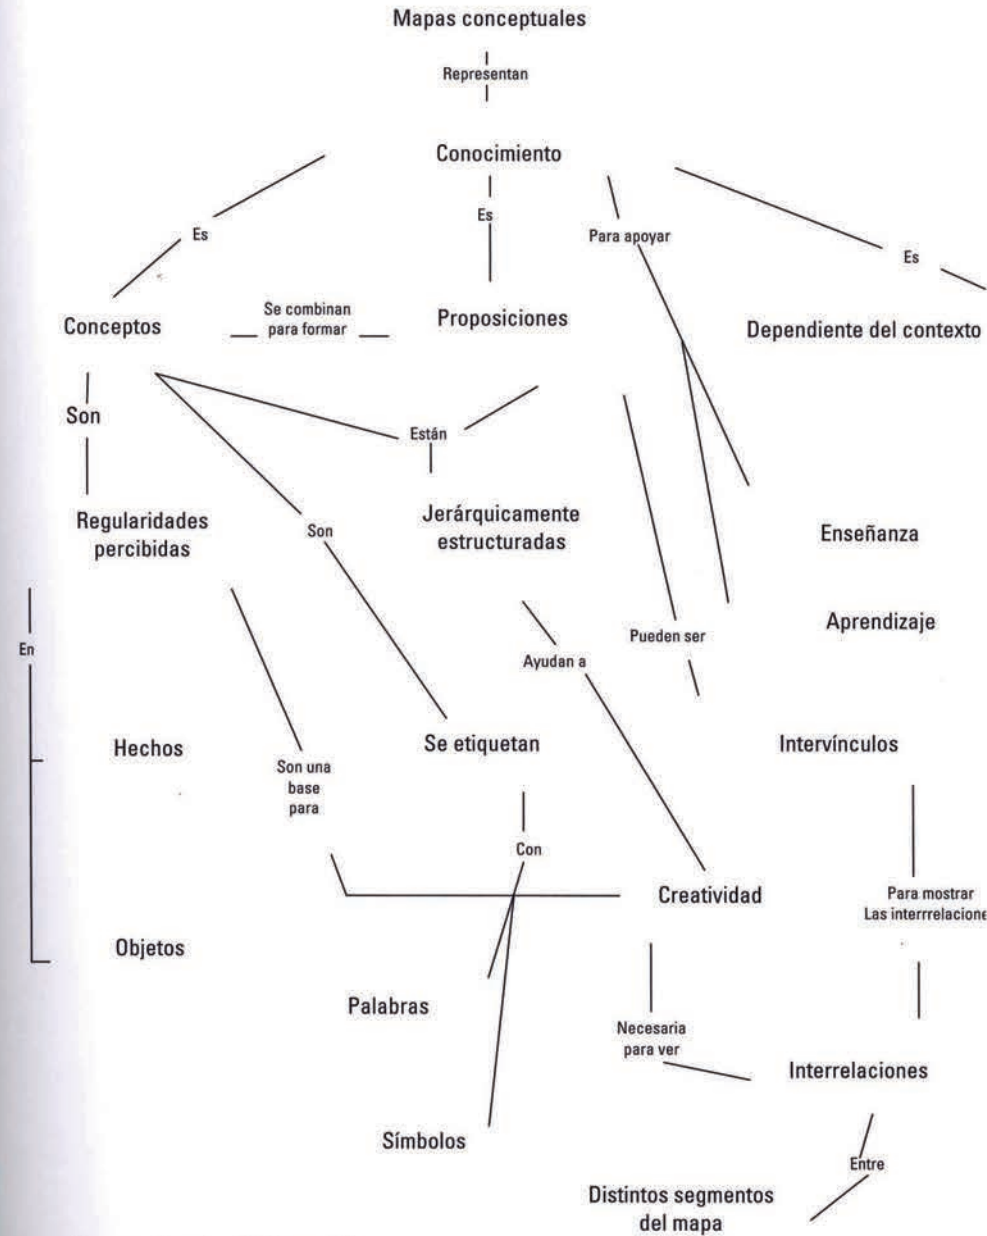 Mapas conceptuales
Representan
Conocimiento
Es
Es
Para apoyar
Es
Conceptos
Se combinan
para formar
Proposiciones
Dependiente del contexto
Son
Están
Regularidades
percibidas
Son
Jerárquicamente
estructuradas
Enseñanza
Aprendizaje
En
Pueden ser
Ayudan a
Hechos
Son una
base
para
Se etiquetan
Intervínculos
Con
Creatividad
Para mostrar
Las interrrelacione
Objetos
Palabras
Necesaria
para ver
Interrelaciones
Símbolos
Entre
Distintos segmentos
del mapa